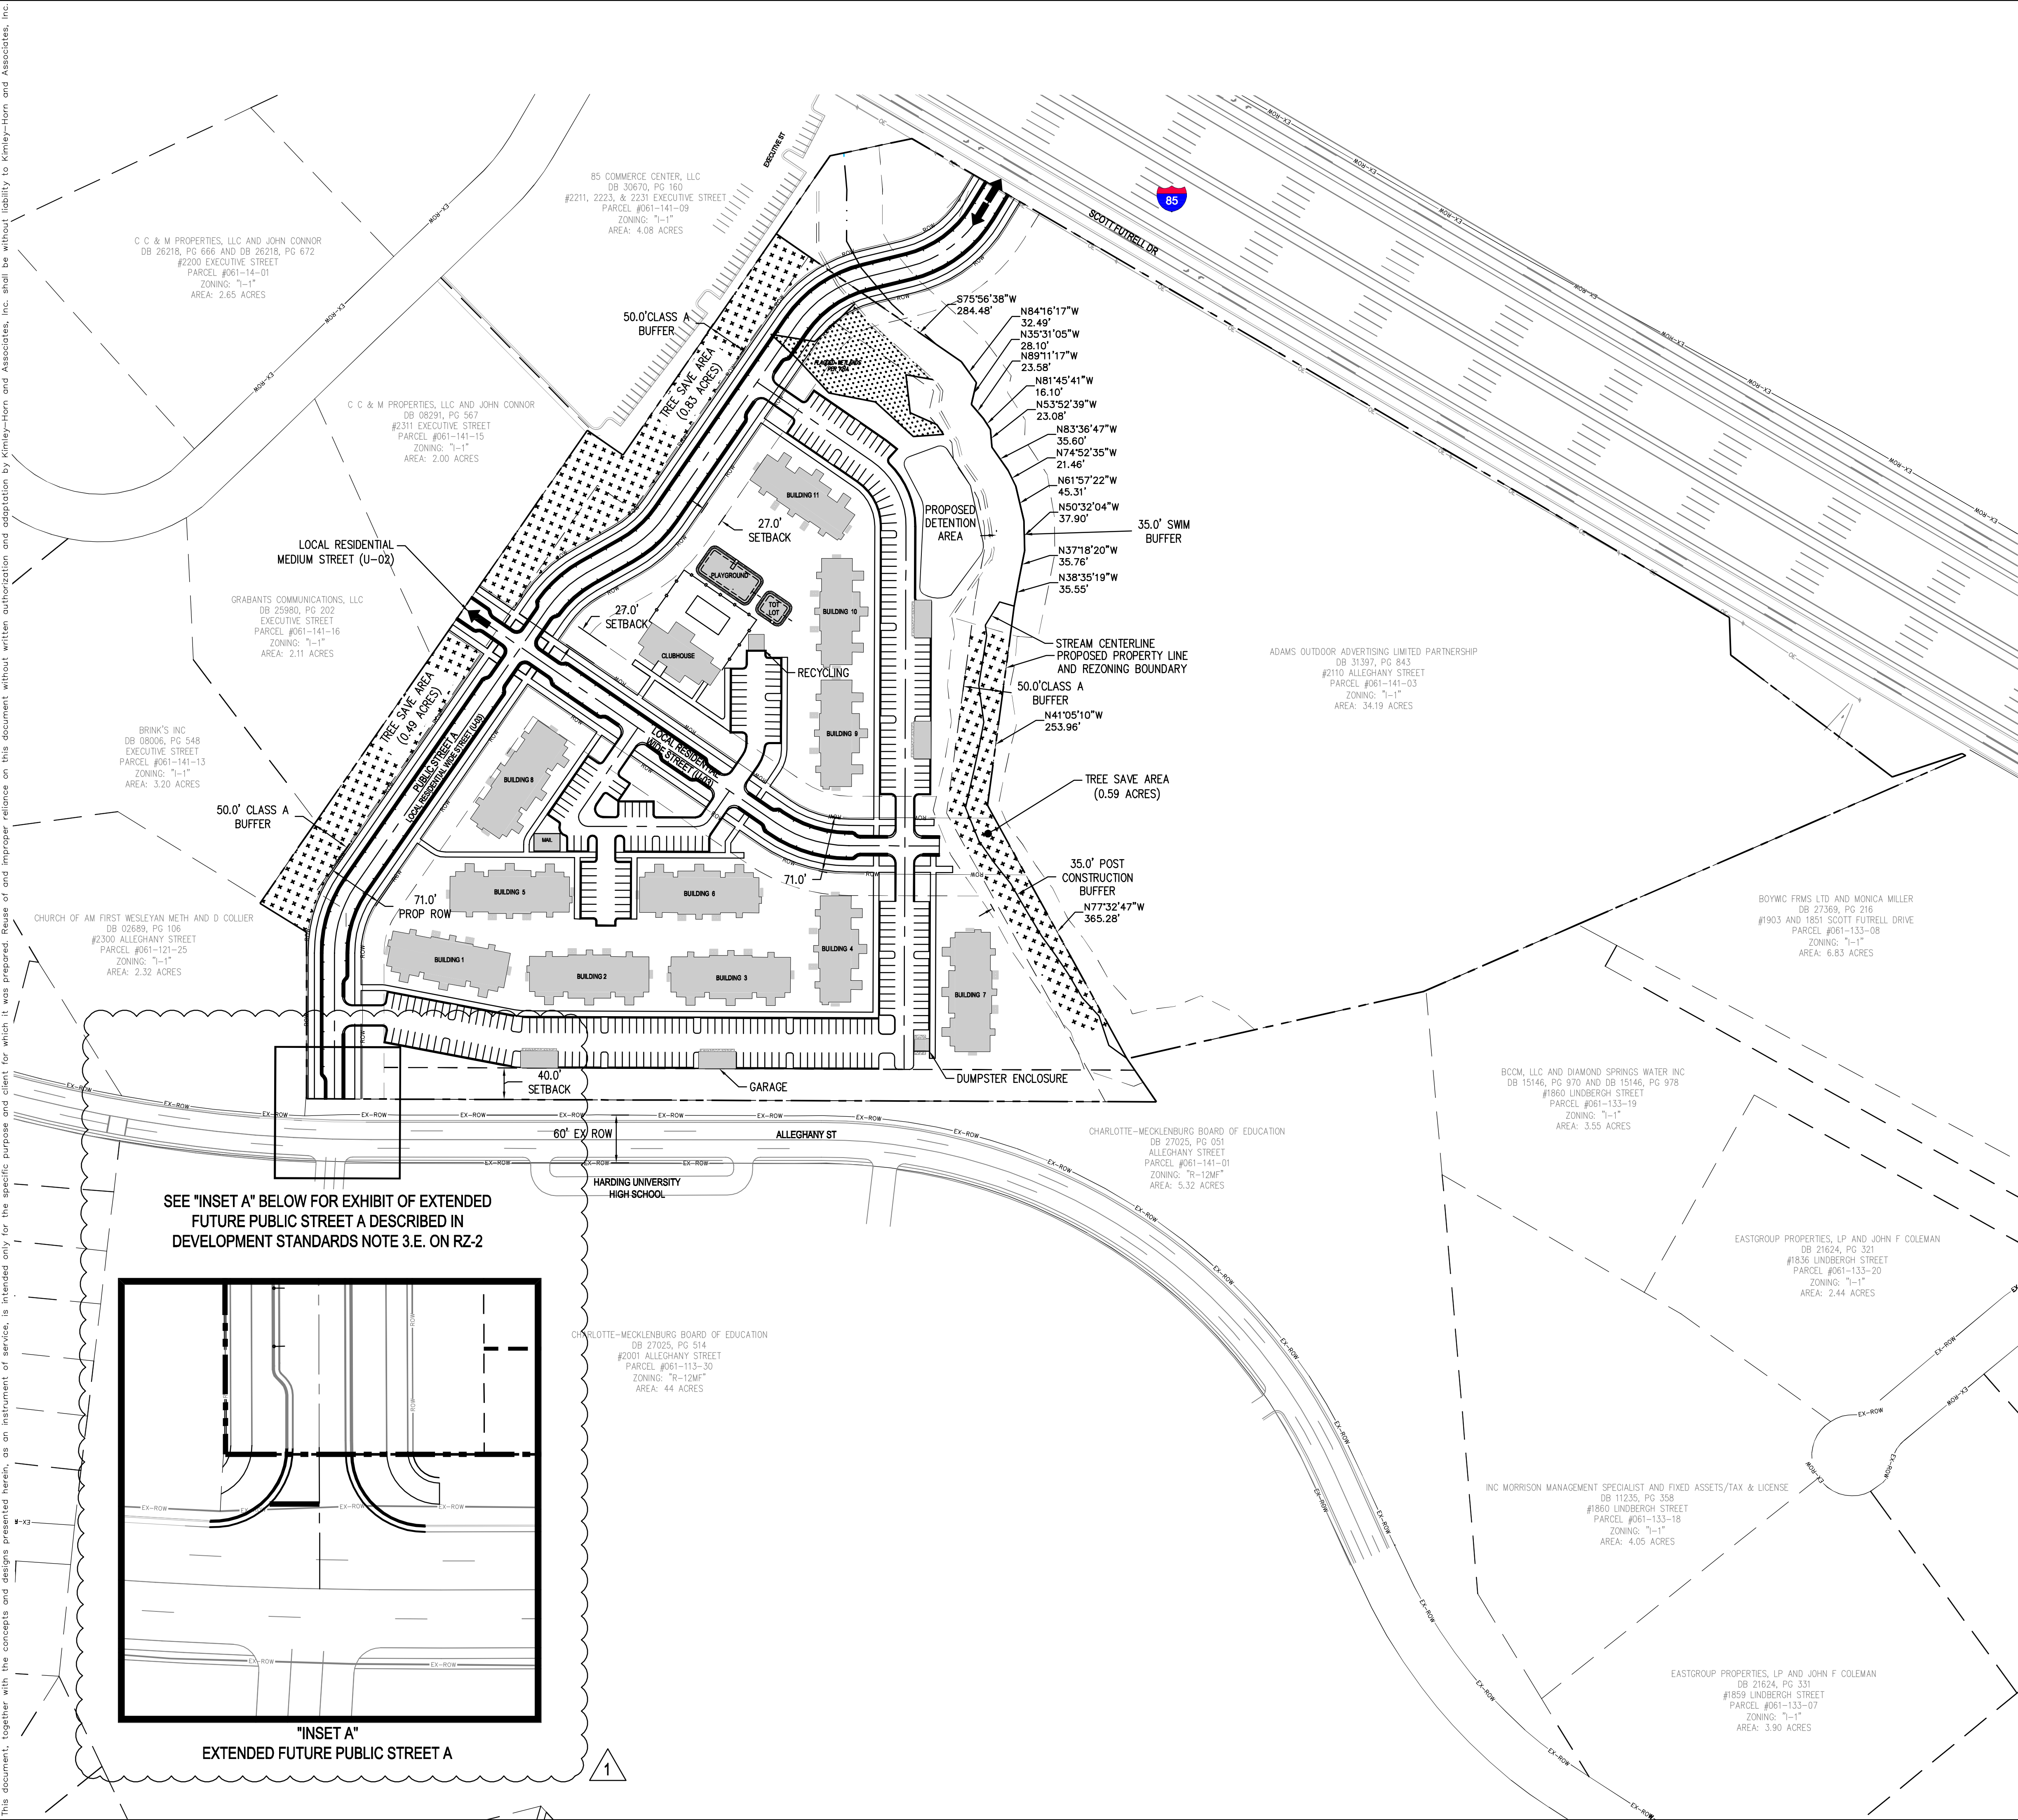 This document, together with the concepts and designs presented herein, as an instrument of service, is intended only for the specific purpose and client for which it was prepared. Reuse of and improper reliance on this document without written authorization and adaptation by Kimley-Horn and Associates, Inc. shall be without liability to Kimley-Horn and Associates, Inc.
EXECUTIVE ST
85 COMMERCE CENTER, LLC
DB 30670, PG 160
#2211, 2223, & 2231 EXECUTIVE STREET
PARCEL #061-141-09
ZONING: "I-1"
AREA: 4.08 ACRES
85
SCOTT FUTRELL DR
C C & M PROPERTIES, LLC AND JOHN CONNOR
DB 26218, PG 666 AND DB 26218, PG 672
#2200 EXECUTIVE STREET
PARCEL #061-14-01
ZONING: "I-1"
AREA: 2.65 ACRES
EX-ROW
50.0'CLASS A
BUFFER
TREE SAVE AREA
(0.83 ACRES)
S75°56'38"W
284.48'
N84°16'17"W
32.49'
N35°31'05"W
28.10'
N89°11'17"W
23.58'
N81°45'41"W
16.10'
N53°52'39"W
23.08'
N83°36'47"W
35.60'
N74°52'35"W
21.46'
N61°57'22"W
45.31'
N50°32'04"W
37.90'
35.0' SWIM
BUFFER
N37°18'20"W
35.76'
N38°35'19"W
35.55'
C C & M PROPERTIES, LLC AND JOHN CONNOR
DB 08291, PG 567
#2311 EXECUTIVE STREET
PARCEL #061-141-15
ZONING: "I-1"
AREA: 2.00 ACRES
BUILDING 11
PROPOSED
DETENTION
AREA
27.0'
SETBACK
LOCAL RESIDENTIAL
MEDIUM STREET (U-02)
PLAYGROUND
TOT
LOT
BUILDING 10
27.0'
SETBACK
CLUBHOUSE
RECYCLING
STREAM CENTERLINE
PROPOSED PROPERTY LINE
AND REZONING BOUNDARY
50.0'CLASS A
BUFFER
N41°05'10"W
253.96'
GRABANTS COMMUNICATIONS, LLC
DB 25980, PG 202
EXECUTIVE STREET
PARCEL #061-141-16
ZONING: "I-1"
AREA: 2.11 ACRES
ADAMS OUTDOOR ADVERTISING LIMITED PARTNERSHIP
DB 31397, PG 843
#2110 ALLEGHANY STREET
PARCEL #061-141-03
ZONING: "I-1"
AREA: 34.19 ACRES
TREE SAVE AREA
(0.49 ACRES)
PUBLIC STREET A
LOCAL RESIDENTIAL WIDE STREET (U-03)
BUILDING 9
LOCAL RESIDENTIAL
WIDE STREET (U-03)
BRINK'S INC
DB 08006, PG 548
EXECUTIVE STREET
PARCEL #061-141-13
ZONING: "I-1"
AREA: 3.20 ACRES
BUILDING 8
TREE SAVE AREA
(0.59 ACRES)
50.0' CLASS A
BUFFER
MAIL
71.0'
35.0' POST
CONSTRUCTION
BUFFER
N77°32'47"W
365.28'
BUILDING 5
BUILDING 6
71.0'
PROP ROW
CHURCH OF AM FIRST WESLEYAN METH AND D COLLIER
DB 02689, PG 106
#2300 ALLEGHANY STREET
PARCEL #061-121-25
ZONING: "I-1"
AREA: 2.32 ACRES
BUILDING 4
BUILDING 1
BUILDING 2
BUILDING 3
BUILDING 7
BOYWIC FRMS LTD AND MONICA MILLER
DB 27369, PG 216
#1903 AND 1851 SCOTT FUTRELL DRIVE
PARCEL #061-133-08
ZONING: "I-1"
AREA: 6.83 ACRES
40.0'
SETBACK
GARAGE
DUMPSTER ENCLOSURE
BCCM, LLC AND DIAMOND SPRINGS WATER INC
DB 15146, PG 970 AND DB 15146, PG 978
#1860 LINDBERGH STREET
PARCEL #061-133-19
ZONING: "I-1"
AREA: 3.55 ACRES
60' EX ROW
ALLEGHANY ST
CHARLOTTE-MECKLENBURG BOARD OF EDUCATION
DB 27025, PG 051
ALLEGHANY STREET
PARCEL #061-141-01
ZONING: "R-12MF"
AREA: 5.32 ACRES
HARDING UNIVERSITY
HIGH SCHOOL
SEE "INSET A" BELOW FOR EXHIBIT OF EXTENDED
FUTURE PUBLIC STREET A DESCRIBED IN
DEVELOPMENT STANDARDS NOTE 3.E. ON RZ-2
EASTGROUP PROPERTIES, LP AND JOHN F COLEMAN
DB 21624, PG 321
#1836 LINDBERGH STREET
PARCEL #061-133-20
ZONING: "I-1"
AREA: 2.44 ACRES
CHARLOTTE-MECKLENBURG BOARD OF EDUCATION
DB 27025, PG 514
#2001 ALLEGHANY STREET
PARCEL #061-113-30
ZONING: "R-12MF"
AREA: 44 ACRES
INC MORRISON MANAGEMENT SPECIALIST AND FIXED ASSETS/TAX & LICENSE
DB 11235, PG 358
#1860 LINDBERGH STREET
PARCEL #061-133-18
ZONING: "I-1"
AREA: 4.05 ACRES
EASTGROUP PROPERTIES, LP AND JOHN F COLEMAN
DB 21624, PG 331
#1859 LINDBERGH STREET
PARCEL #061-133-07
ZONING: "I-1"
AREA: 3.90 ACRES
"INSET A"
EXTENDED FUTURE PUBLIC STREET A
1